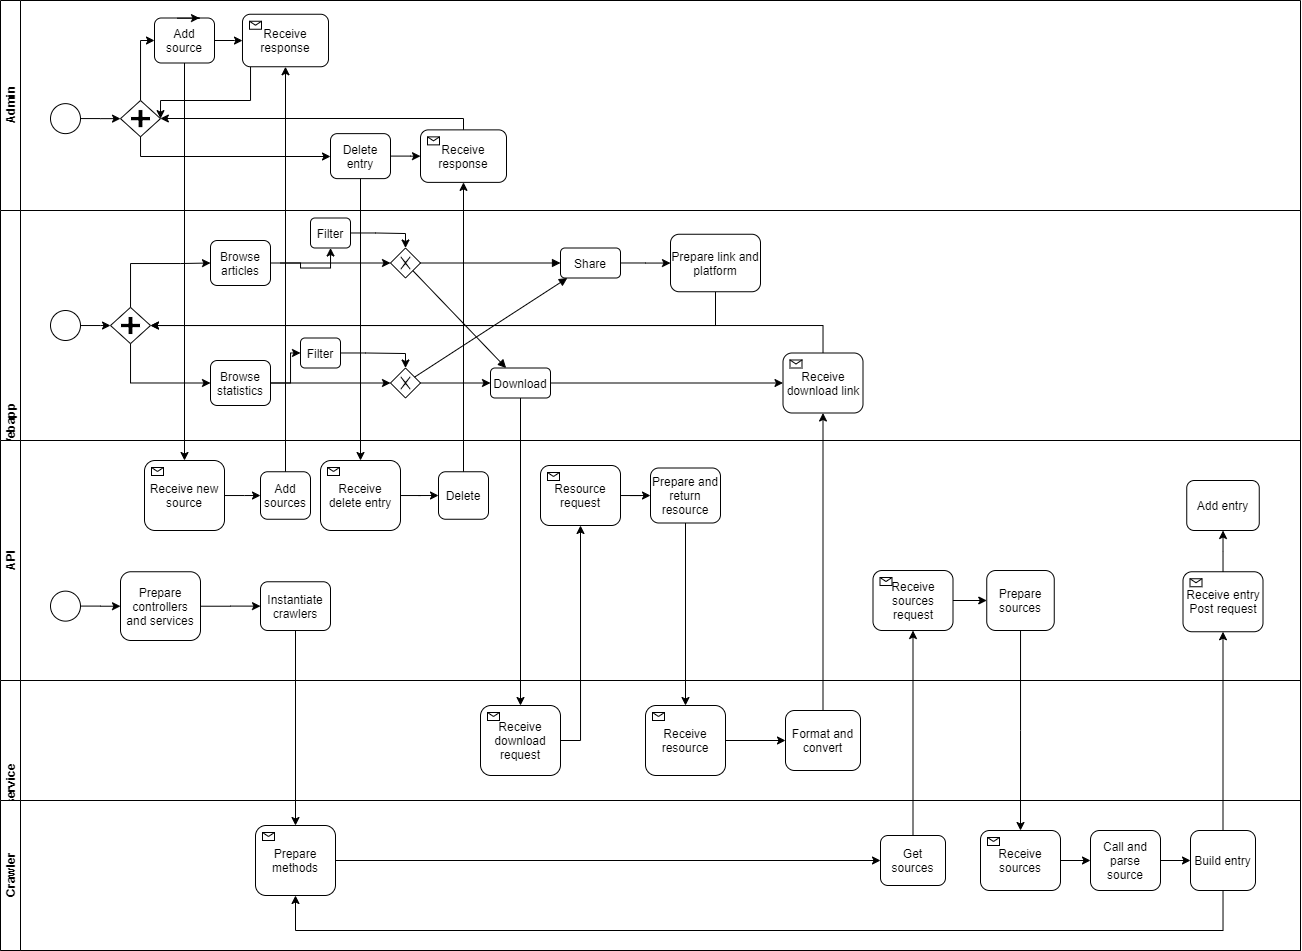 Admin
Add
source
Receive
response
Delete
entry
Receive
response
ebapp
Browse
articles
Filter
X
Share
Prepare link and
platform
Browse
statistics
Filter
X
Download
Receive
download link
API
Receive new
source
Add
sources
Receive
delete entry
Delete
Resource
request
Prepare and
return
resource
Add entry
Prepare
controllers
and services
Instantiate
crawlers
Receive
sources
request
Prepare
sources
Receive entry
Post request
ervice
Receive
download
request
Receive
resource
Format and
convert
Crawler
Prepare
methods
Get
sources
Receive
sources
Call and
parse
source
Build entry